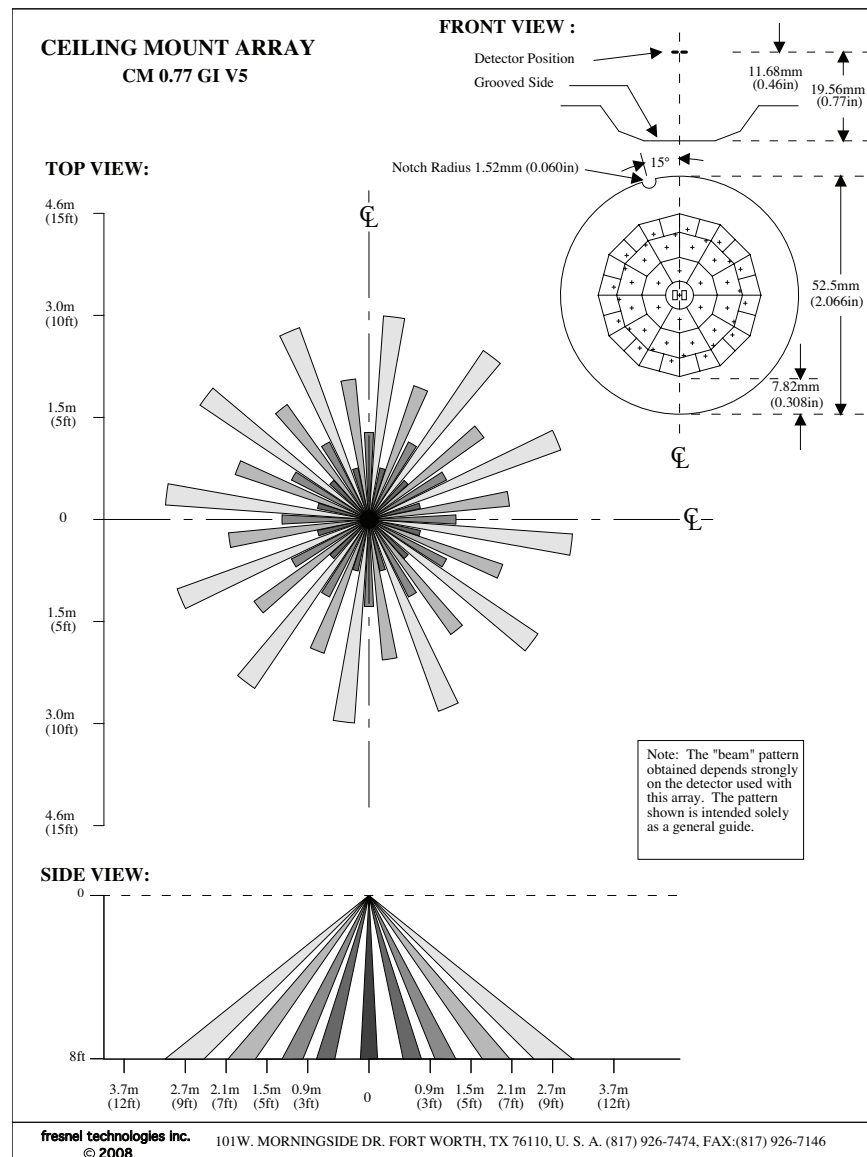 CEILING MOUNT ARRAY
CM 0.77 GI V5
FRONT VIEW :
Detector Position
Grooved Side
11.68mm
(0.46in)
19.56mm
(0.77in)
Notch Radius 1.52mm (0.060in)
15°
52.5mm
(2.066in)
7.82mm
(0.308in)
℄
TOP VIEW:
℄
4.6m
(15ft)
3.0m
(10ft)
1.5m
(5ft)
0
℄
1.5m
(5ft)
3.0m
(10ft)
4.6m
(15ft)
Note: The "beam" pattern
obtained depends strongly
on the detector used with
this array. The pattern
shown is intended solely
as a general guide.
SIDE VIEW:
0
8ft
3.7m
(12ft)
2.7m
(9ft)
2.1m
(7ft)
1.5m
(5ft)
0.9m
(3ft)
0
0.9m
(3ft)
1.5m
(5ft)
2.1m
(7ft)
2.7m
(9ft)
3.7m
(12ft)
fresnel technologies inc.
© 2008
101W. MORNINGSIDE DR. FORT WORTH, TX 76110, U. S. A. (817) 926-7474, FAX:(817) 926-7146